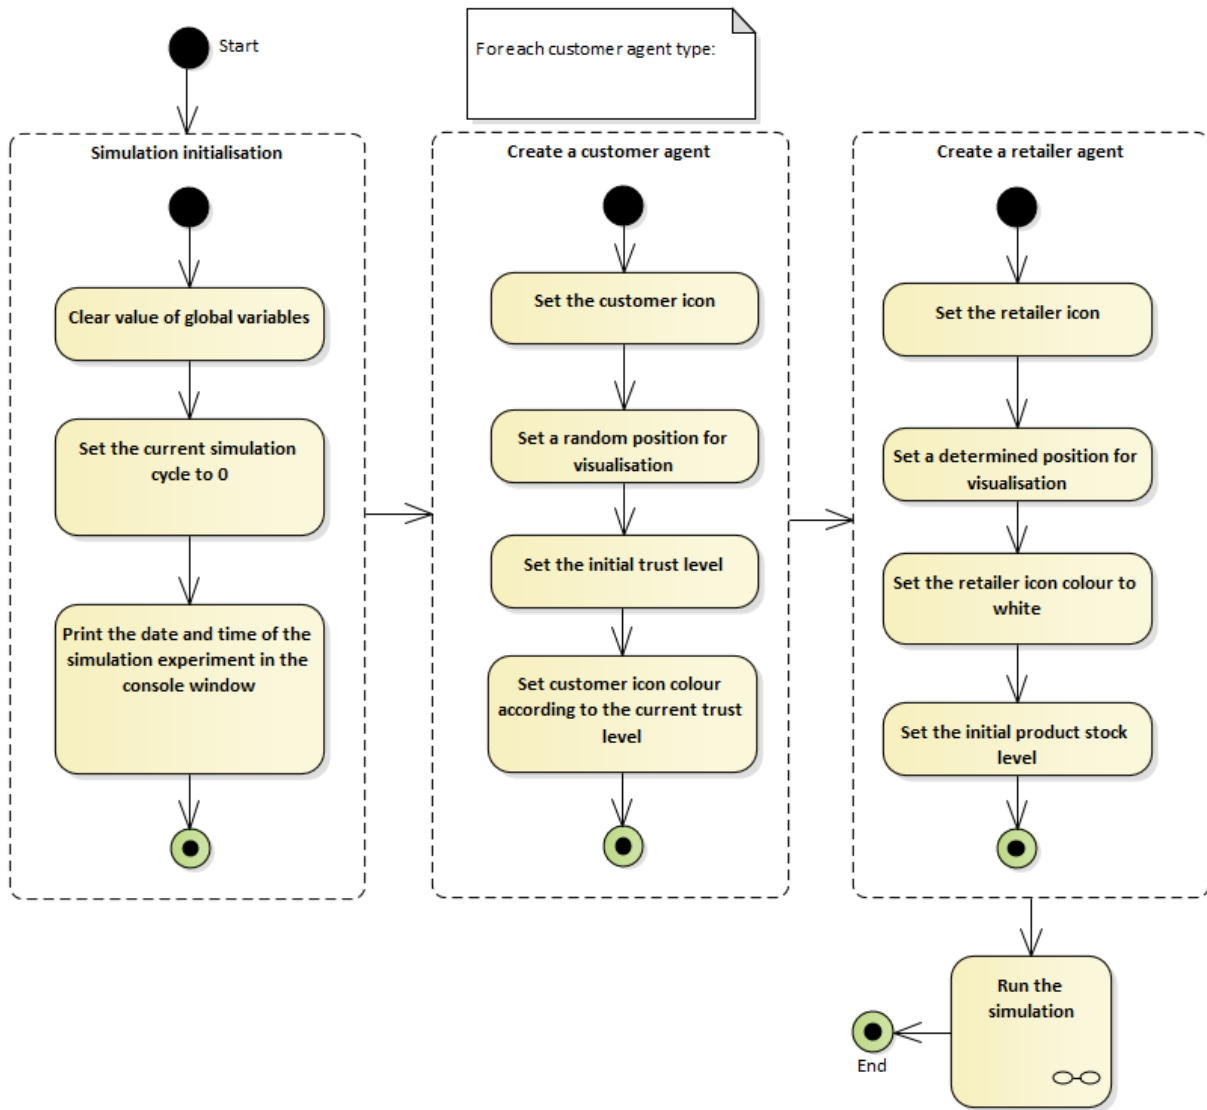 Start
Foreach customer agent type:
Simulation initialisation
Clear value of global variables
Set the current simulation
cycle to 0
Print the date and time of the
simulation experiment in the
console window
Create a customer agent
Set the customer icon
Set a random position for
visualisation
Set the initial trust level
Set customer icon colour
according to the current trust
level
Create a retailer agent
Set the retailer icon
Set a determined position for
visualisation
Set the retailer icon colour to
white
Set the initial product stock
level
Run the
simulation
End